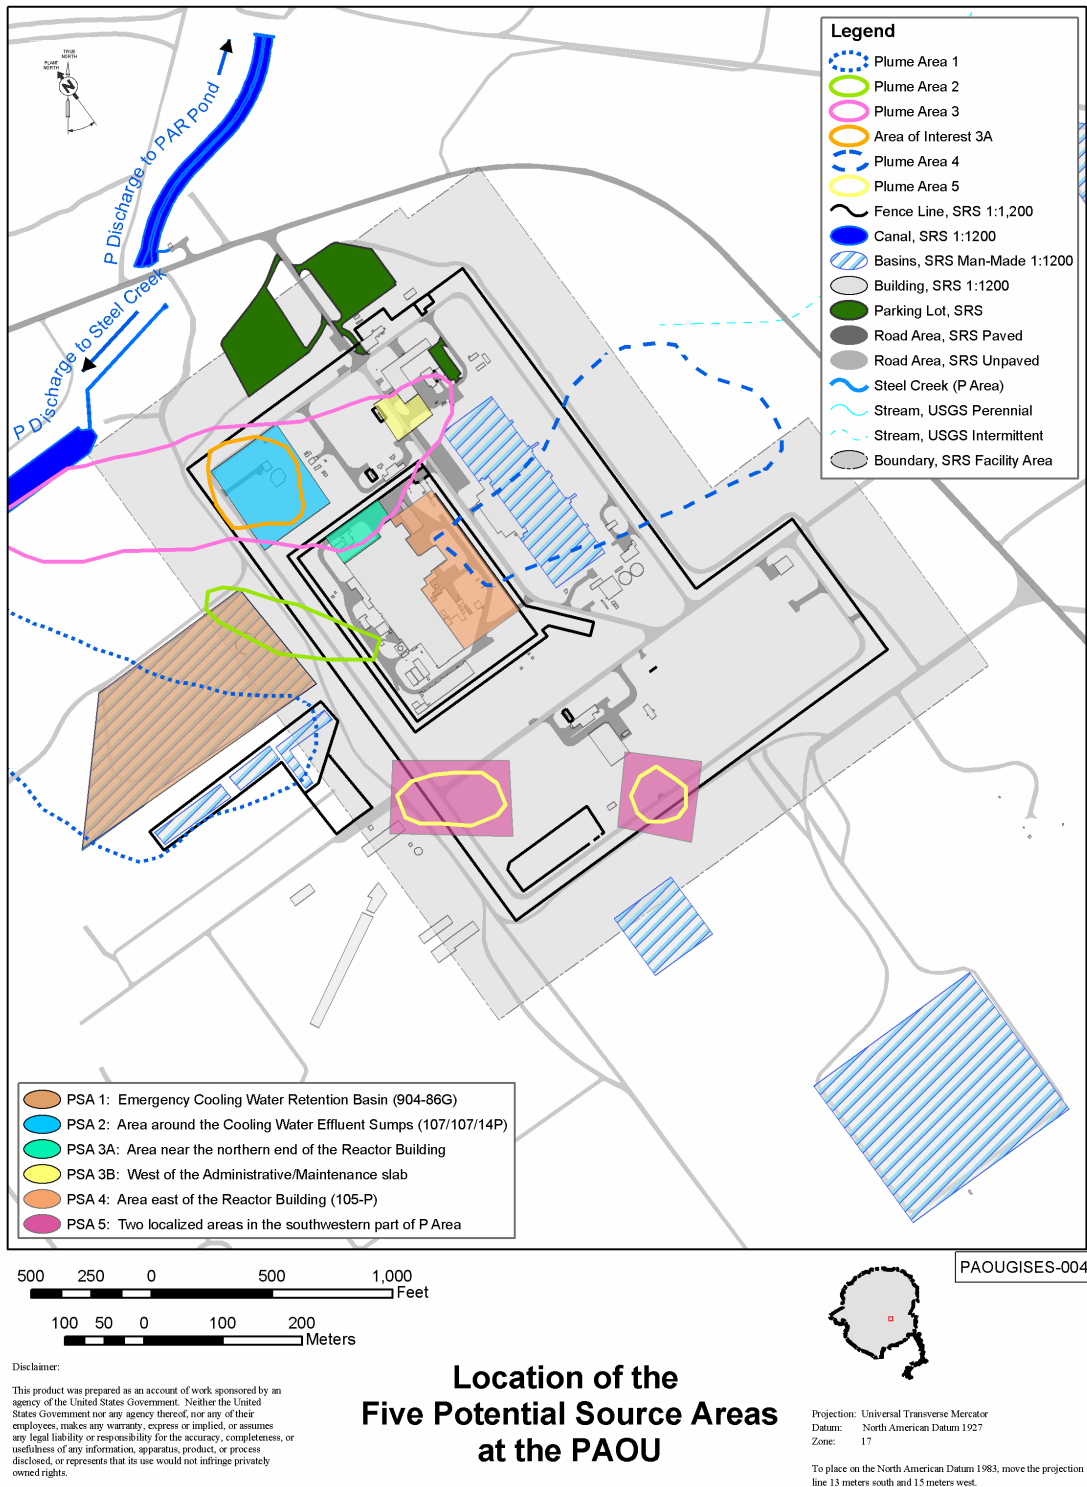 TRUE
NORTH
PLANT
NORTH
N
P Discharge to PAR Pond
P Discharge to Steel Creek
Legend
Plume Area 1
Plume Area 2
Plume Area 3
Area of Interest 3A
Plume Area 4
Plume Area 5
Fence Line, SRS 1:1,200
Canal, SRS 1:1200
Basins, SRS Man-Made 1:1200
Building, SRS 1:1200
Parking Lot, SRS
Road Area, SRS Paved
Road Area, SRS Unpaved
Steel Creek (P Area)
Stream, USGS Perennial
Stream, USGS Intermittent
Boundary, SRS Facility Area
PSA 1: Emergency Cooling Water Retention Basin (904-86G)
PSA 2: Area around the Cooling Water Effluent Sumps (107/107/14P)
PSA 3A: Area near the northern end of the Reactor Building
PSA 3B: West of the Administrative/Maintenance slab
PSA 4: Area east of the Reactor Building (105-P)
PSA 5: Two localized areas in the southwestern part of P Area
500 250 0 500 1,000
Feet
100 50 0 100 200
Meters
PAOUGISES-004
Disclaimer:
This product was prepared as an account of work sponsored by an
agency of the United States Government. Neither the United
States Government nor any agency thereof, nor any of their
employees, makes any warranty, express or implied, or assumes
any legal liability or responsibility for the accuracy, completeness, or
usefulness of any information, apparatus, product, or process
disclosed, or represents that its use would not infringe privately
owned rights.
Location of the
Five Potential Source Areas
at the PAOU
Projection: Universal Transverse Mercator
Datum: North American Datum 1927
Zone: 17
To place on the North American Datum 1983, move the projection
line 13 meters south and 15 meters west.